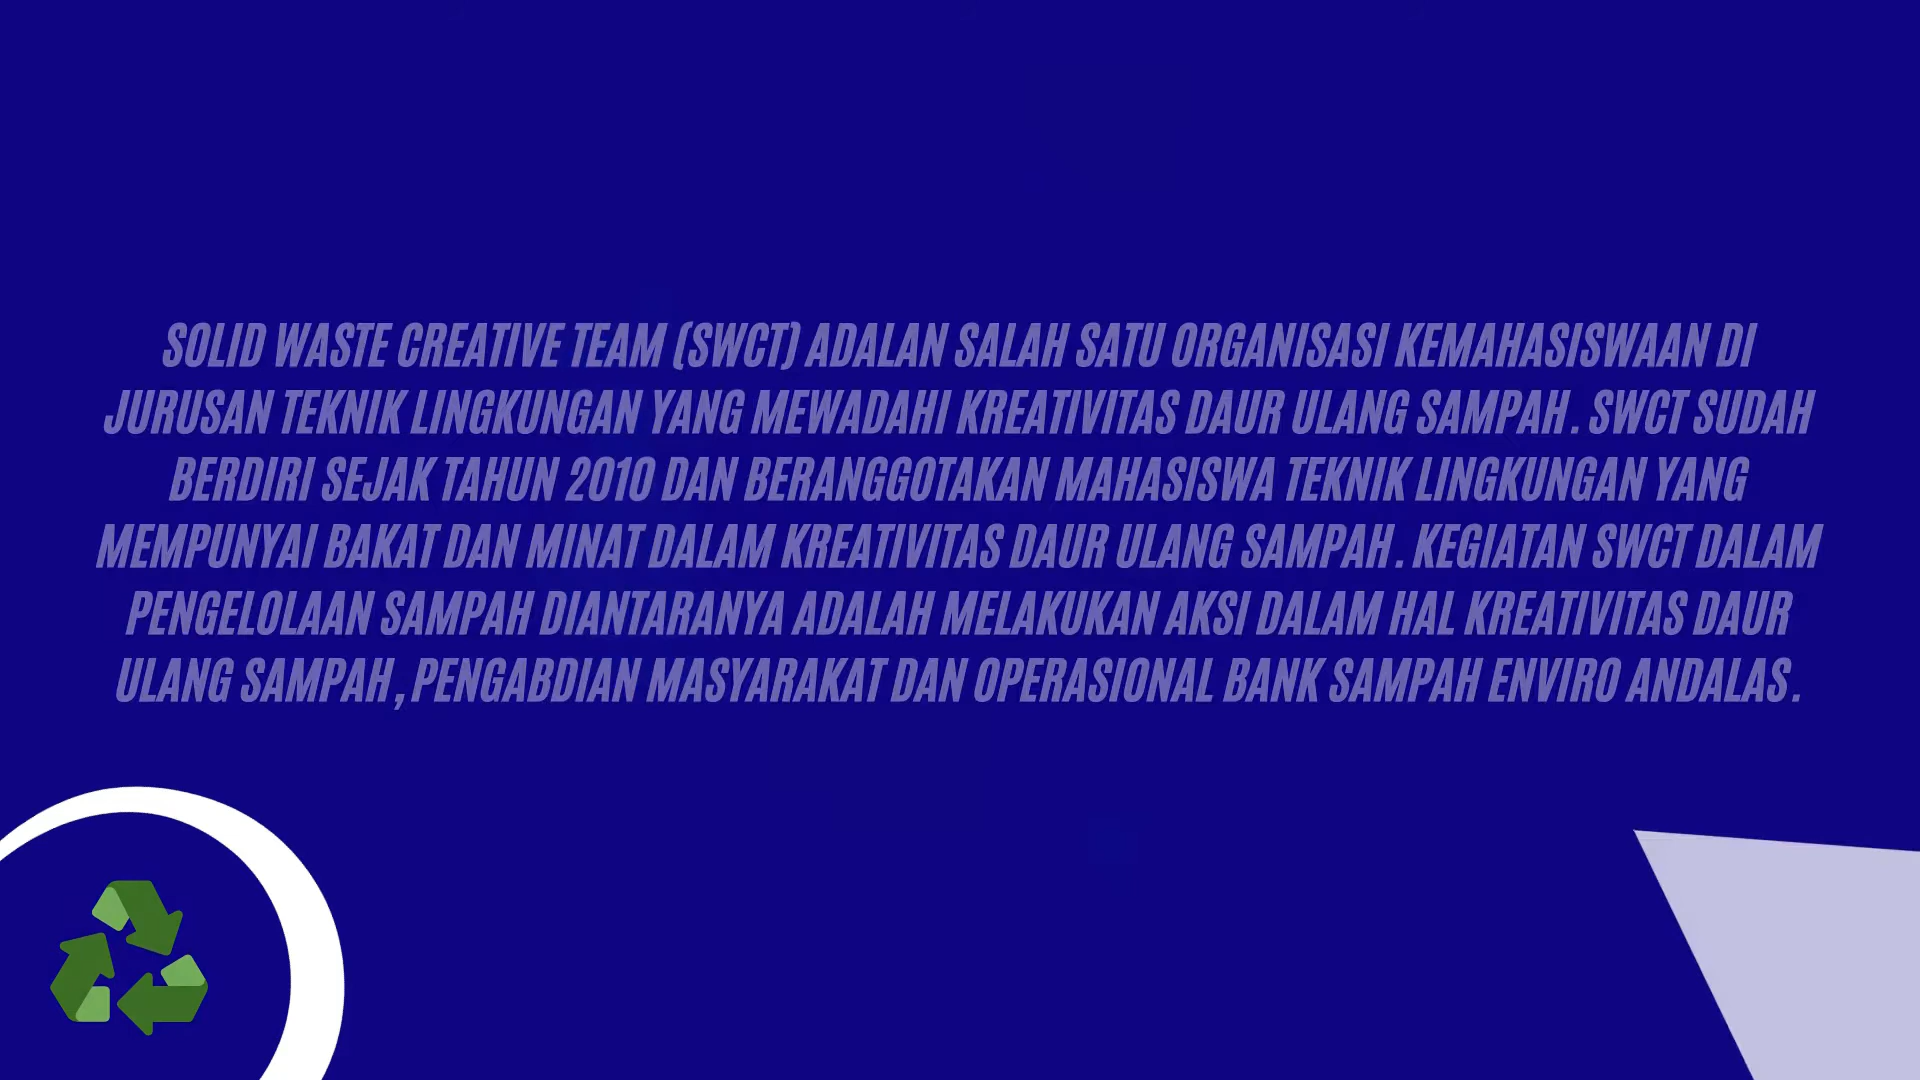 SOLID WASTE CREATIVE TEAM (SWCT) ADALAN SALAH SATU ORGANISASI KEMAHASISWAAN DI
JURUSAN TEKNIK LINGKUNGAN YANG MEWADAHI KREATIVITAS DAUR ULANG SAMPAH. SWCT SUDAH
BERDIRI SEJAK TAHUN 2010 DAN BERANGGOTAKAN MAHASISWA TEKNIK LINGKUNGAN YANG
MEMPUNYAI BAKAT DAN MINAT DALAM KREATIVITAS DAUR ULANG SAMPAH. KEGIATAN SWCT DALAM
PENGELOLAAN SAMPAH DIANTARANYA ADALAH MELAKUKAN AKSI DALAM HAL KREATIVITAS DAUR
ULANG SAMPAH, PENGABDIAN MASYARAKAT DAN OPERASIONAL BANK SAMPAH ENVIRO ANDALAS.